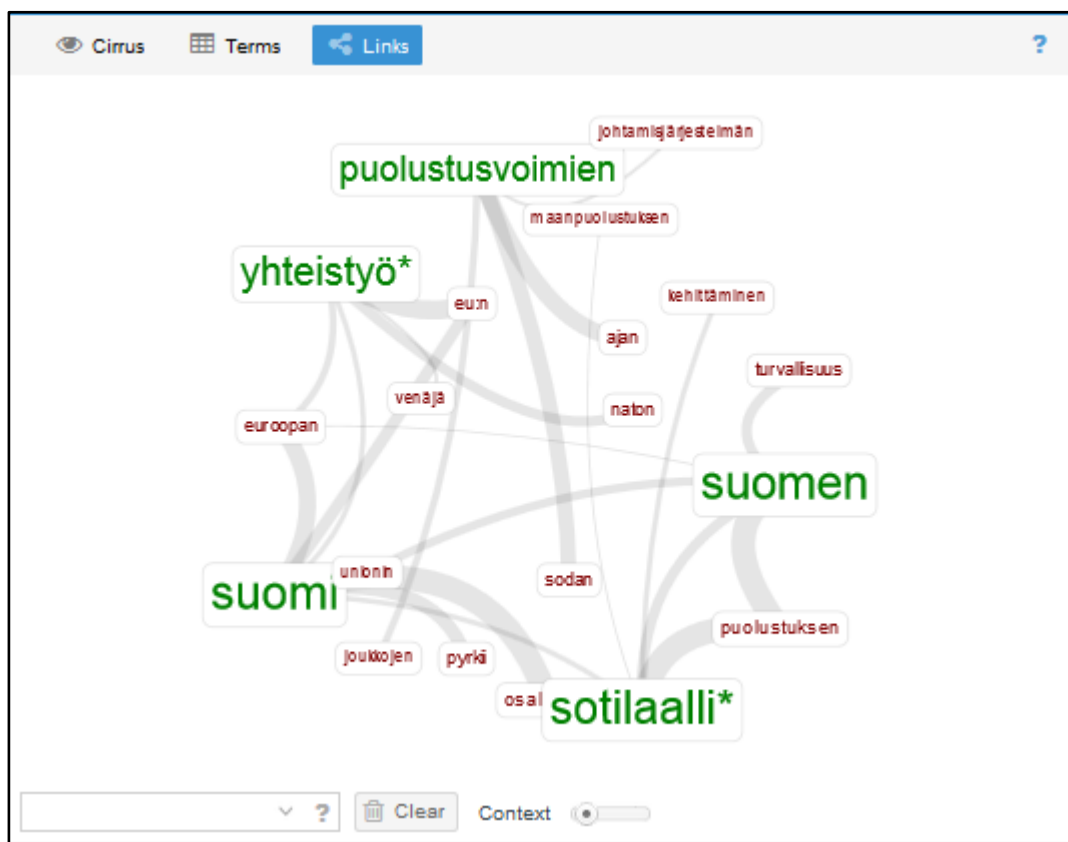 Cirrus Terms Links ?
johtamisjärjestelmän
puolustusvoimien
maanpuolustuksen
yhteistyö*
eu:n
kehittäminen
ajan
turvallisuus
venäjä
naton
euroopan
suomen
suomi
unionin
sodan
puolustuksen
joukkojen
pyrkii
osal
sotilaalli*
? Clear Context